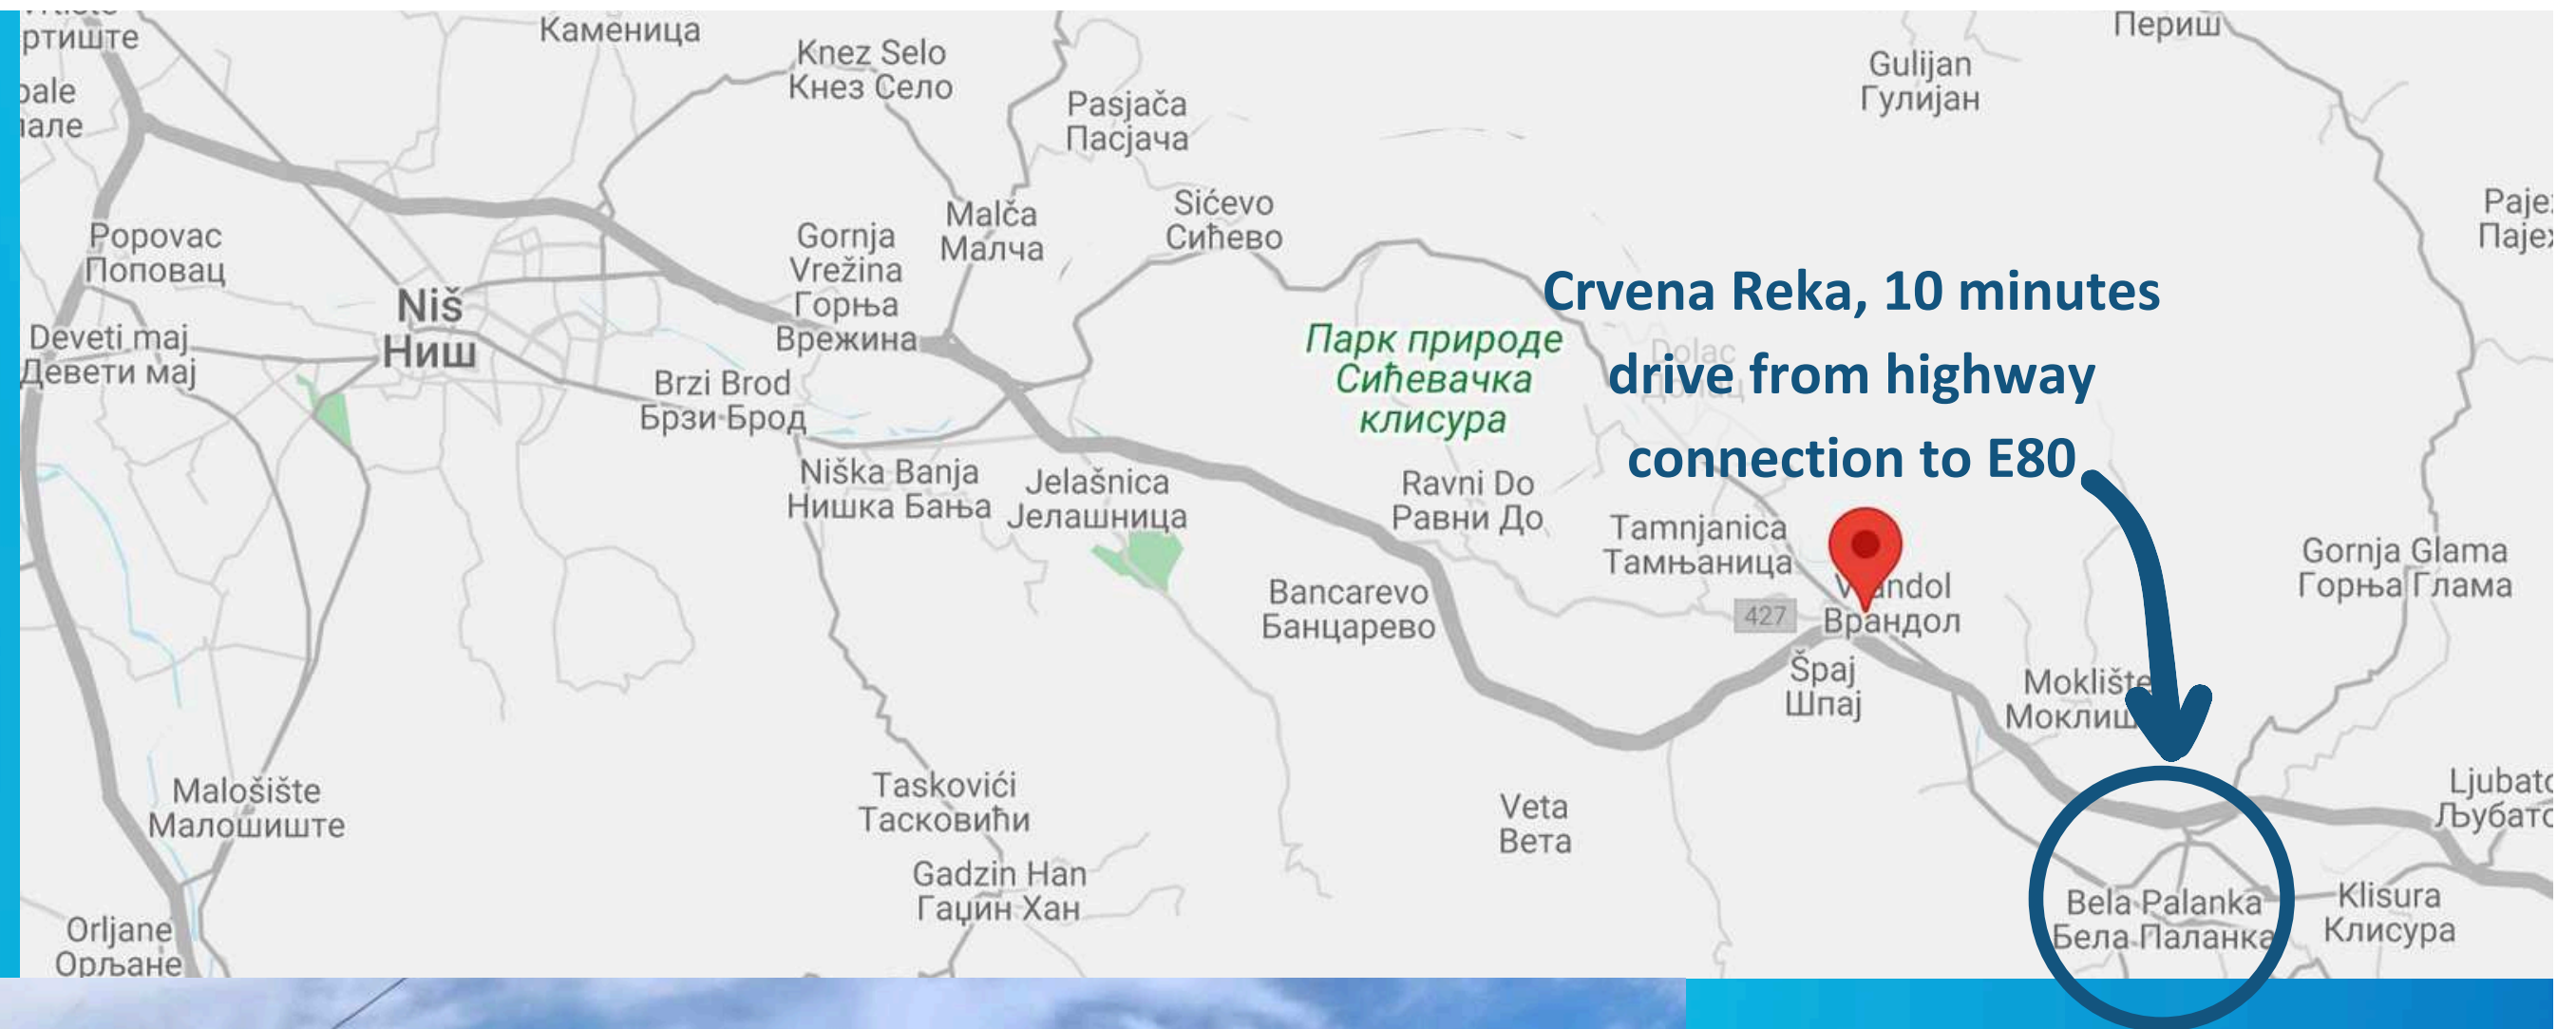 ртиште
Каменица
Периш
Knez Selo
Кнез Село
Gulijan
Гулијан
Pasjača
Пасјача
Popovac
Поповац
Malča
Малча
Sićevo
Сићево
Gornja
Vrežina
Горња
Врежина
Niš
Ниш
Deveti maj
Девети мај
Brzi Brod
Брзи Брод
Парк природе
Сићевачка
клисура
Crvena Reka, 10 minutes
drive from highway
connection to E80
Dolac
Долац
Niška Banja
Нишка Бања
Jelašnica
Јелашница
Ravni Do
Равни До
Tamnjanica
Тамњаница
Bancarevo
Банцарево
427
Врандол
Gornja Glama
Горња Глама
Špaj
Шпај
Moklište
Malošište
Малошиште
Taskovići
Тасковићи
Veta
Вета
Gadzin Han
Гаџин Хан
Bela Palanka
Бела Паланка
Klisura
Клисура
Orljane
Орљане